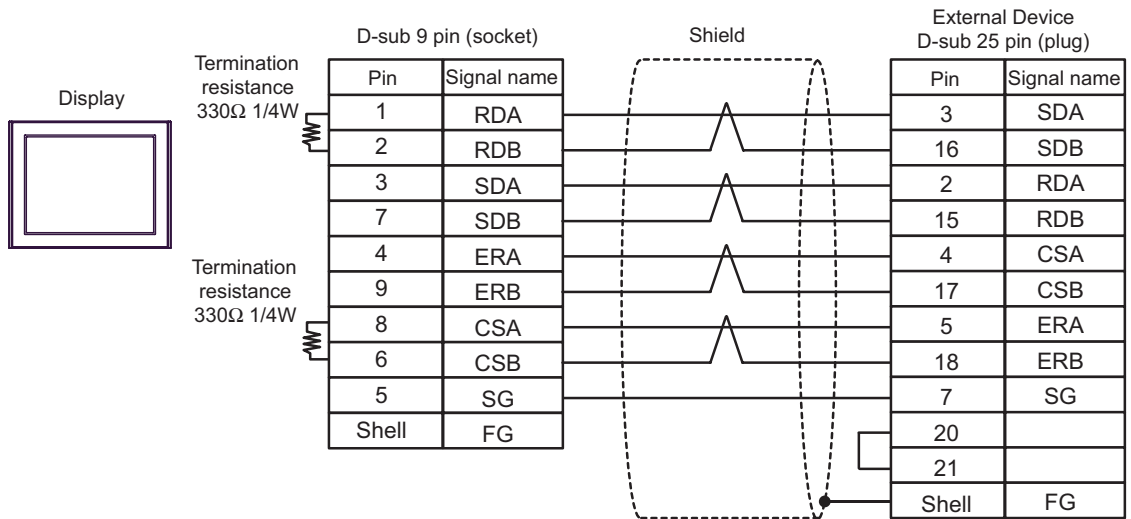 Display
Termination
resistance
330Ω 1/4W
Termination
resistance
330Ω 1/4W
D-sub 9 pin (socket)
Pin Signal name
1 RDA
2 RDB
3 SDA
7 SDB
4 ERA
9 ERB
8 CSA
6 CSB
5 SG
Shell FG
Shield
External Device
D-sub 25 pin (plug)
Pin Signal name
3 SDA
16 SDB
2 RDA
15 RDB
4 CSA
17 CSB
5 ERA
18 ERB
7 SG
20
21
Shell FG